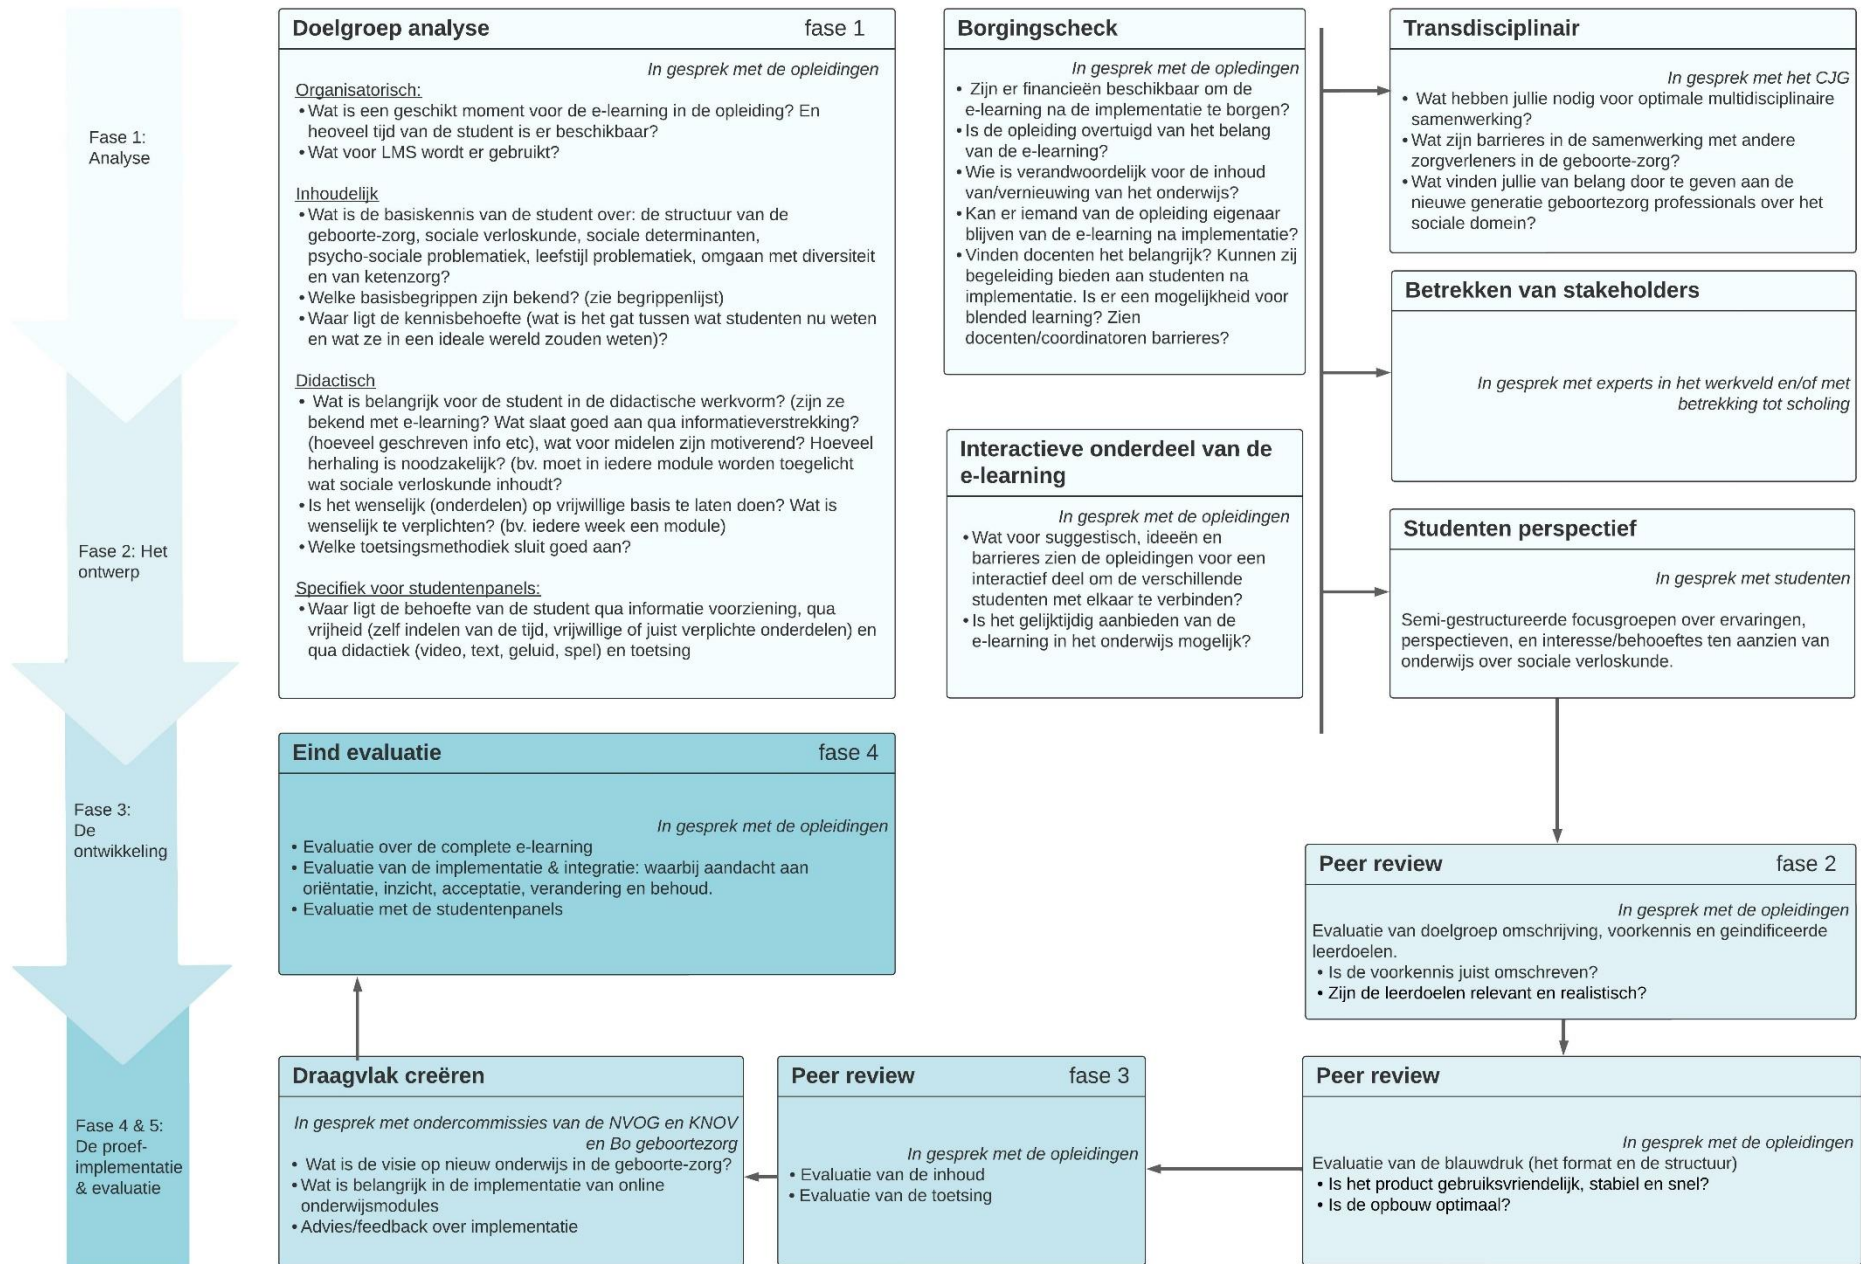 Fase 1:
Analyse
Fase 2: Het
ontwerp
Fase 3:
De
ontwikkeling
Fase 4 & 5:
De proef-
implementatie
& evaluatie
Doelgroep analyse fase 1
In gesprek met de opleidingen
Organisatorisch:
• Wat is een geschikt moment voor de e-learning in de opleiding? En
heoveel tijd van de student is er beschikbaar?
• Wat voor LMS wordt er gebruikt?
Inhoudelijk
• Wat is de basiskennis van de student over: de structuur van de
geboorte-zorg, sociale verloskunde, sociale determinanten,
psycho-sociale problematiek, leefstijl problematiek, omgaan met diversiteit
en van ketenzorg?
• Welke basisbegrippen zijn bekend? (zie begrippenlijst)
• Waar ligt de kennisbehoefte (wat is het gat tussen wat studenten nu weten
en wat ze in een ideale wereld zouden weten)?
Didactisch
• Wat is belangrijk voor de student in de didactische werkvorm? (zijn ze
bekend met e-learning? Wat slaat goed aan qua informatieverstrekking?
(hoeveel geschreven info etc), wat voor midelen zijn motiverend? Hoeveel
herhaling is noodzakelijk? (bv. moet in iedere module worden toegelicht
wat sociale verloskunde inhoudt?
• Is het wenselijk (onderdelen) op vrijwillige basis te laten doen? Wat is
wenselijk te verplichten? (bv. iedere week een module)
• Welke toetsingsmethodiek sluit goed aan?
Specifiek voor studentenpanels:
• Waar ligt de behoefte van de student qua informatie voorziening, qua
vrijheid (zelf indelen van de tijd, vrijwillige of juist verplichte onderdelen) en
qua didactiek (video, text, geluid, spel) en toetsing
Borgingscheck
In gesprek met de opledingen
• Zijn er financieën beschikbaar om de
e-learning na de implementatie te borgen?
• Is de opleiding overtuigd van het belang
van de e-learning?
• Wie is verandwoordelijk voor de inhoud
van/vernieuwing van het onderwijs?
• Kan er iemand van de opleiding eigenaar
blijven van de e-learning na implementatie?
• Vinden docenten het belangrijk? Kunnen zij
begeleiding bieden aan studenten na
implementatie. Is er een mogelijkheid voor
blended learning? Zien
docenten/coordinatoren barrieres?
Interactieve onderdeel van de
e-learning
In gesprek met de opleidingen
• Wat voor suggestisch, ideeën en
barrieres zien de opleidingen voor een
interactief deel om de verschillende
studenten met elkaar te verbinden?
• Is het gelijktijdig aanbieden van de
e-learning in het onderwijs mogelijk?
Transdisciplinair
In gesprek met het CJG
• Wat hebben jullie nodig voor optimale multidisciplinaire
samenwerking?
• Wat zijn barrieres in de samenwerking met andere
zorgverleners in de geboorte-zorg?
• Wat vinden jullie van belang door te geven aan de
nieuwe generatie geboortezorg professionals over het
sociale domein?
Betrekken van stakeholders
In gesprek met experts in het werkveld en/of met
betrekking tot scholing
Studenten perspectief
In gesprek met studenten
Semi-gestructureerde focusgroepen over ervaringen,
perspectieven, en interesse/behooeftes ten aanzien van
onderwijs over sociale verloskunde.
Peer review fase 2
In gesprek met de opleidingen
Evaluatie van doelgroep omschrijving, voorkennis en geindificeerde
leerdoelen.
• Is de voorkennis juist omschreven?
• Zijn de leerdoelen relevant en realistisch?
Peer review
In gesprek met de opleidingen
Evaluatie van de blauwdruk (het format en de structuur)
• Is het product gebruiksvriendelijk, stabiel en snel?
• Is de opbouw optimaal?
Peer review fase 3
In gesprek met de opleidingen
• Evaluatie van de inhoud
• Evaluatie van de toetsing
Draagvlak creëren
In gesprek met ondercommissies van de NVOG en KNOV
en Bo geboortezorg
• Wat is de visie op nieuw onderwijs in de geboorte-zorg?
• Wat is belangrijk in de implementatie van online
onderwijsmodules
• Advies/feedback over implementatie
Eind evaluatie fase 4
In gesprek met de opleidingen
• Evaluatie over de complete e-learning
• Evaluatie van de implementatie & integratie: waarbij aandacht aan
oriëntatie, inzicht, acceptatie, verandering en behoud.
• Evaluatie met de studentenpanels